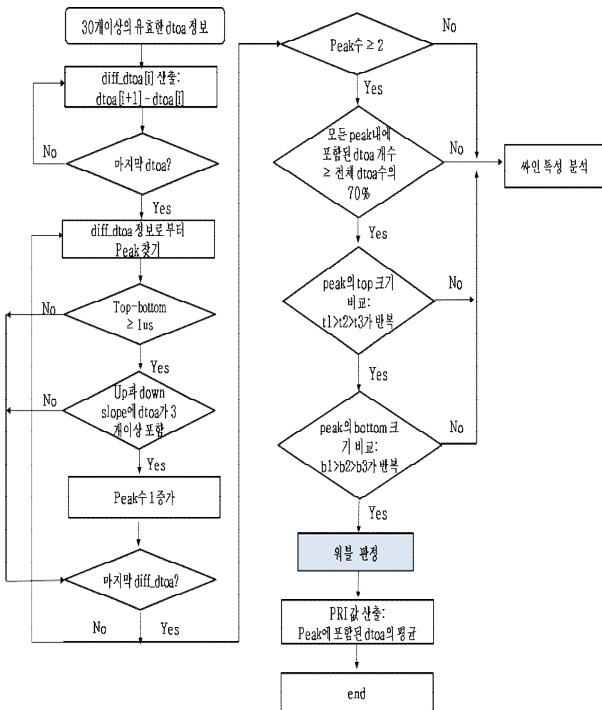 30개이상의 유효한 dtoa 정보
diff_dtoa[i] 산출:
dtoa[i+1] - dtoa[i]
No
마지막 dtoa?
Yes
diff_dtoa 정보로부터
Peak 찾기
No
Top-bottom
≥ 1us
Yes
No
Up과 down
slope에 dtoa가 3
개이상 포함
Yes
Peak수 1 증가
마지막 diff_dtoa?
No
Yes
Peak수 ≥ 2
No
Yes
모든 peak내에
포함된 dtoa 개수
≥ 전체 dtoa수의
70%
No
싸인 특성 분석
Yes
peak의 top 크기
비교:
t1>t2>t3가 반복
No
Yes
peak의 bottom 크
기 비교:
b1>b2>b3가 반복
No
Yes
워블 판정
PRI 값 산출:
Peak에 포함된 dtoa의 평균
end